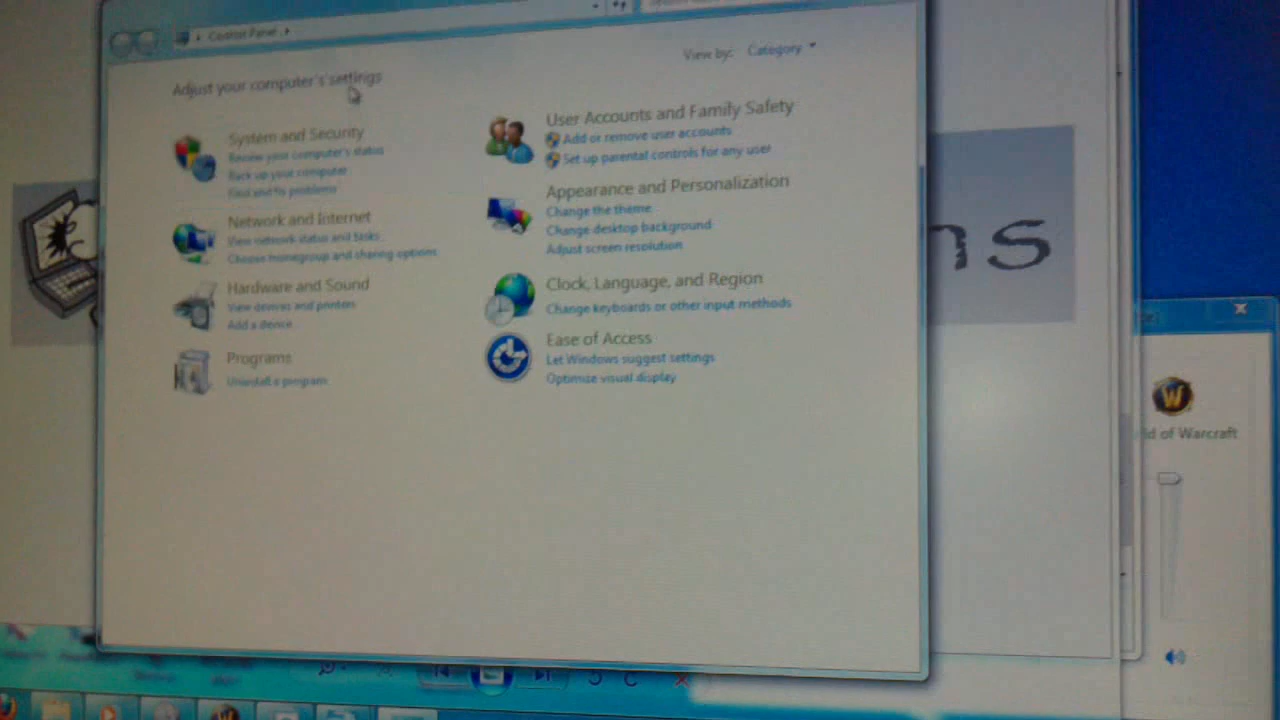 Control Panel
View by: Category
Adjust your computer's settings
System and Security
Review your computer's status
Back up your computer
Find and fix problems
Network and Internet
View network status and tasks
Choose homegroup and sharing options
Hardware and Sound
View devices and printers
Add a device
Programs
Uninstall a program
User Accounts and Family Safety
Add or remove user accounts
Set up parental controls for any user
Appearance and Personalization
Change the theme
Change desktop background
Adjust screen resolution
Clock, Language, and Region
Change keyboards or other input methods
Ease of Access
Let Windows suggest settings
Optimize visual display
ns
W
ld of Warcraft